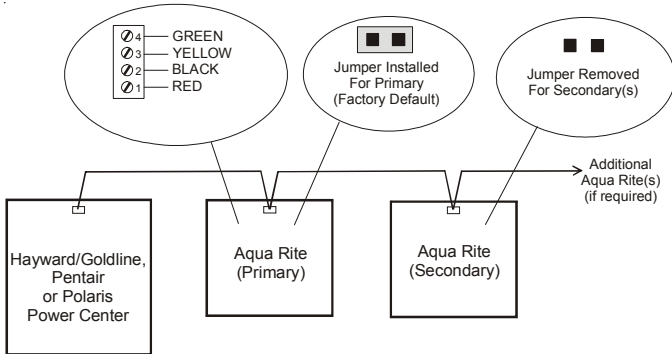 4 GREEN
3 YELLOW
2 BLACK
1 RED
Jumper Installed
For Primary
(Factory Default)
Jumper Removed
For Secondary(s)
Additional
Aqua Rite(s)
(if required)
Hayward/Goldline,
Pentair
or Polaris
Power Center
Aqua Rite
(Primary)
Aqua Rite
(Secondary)